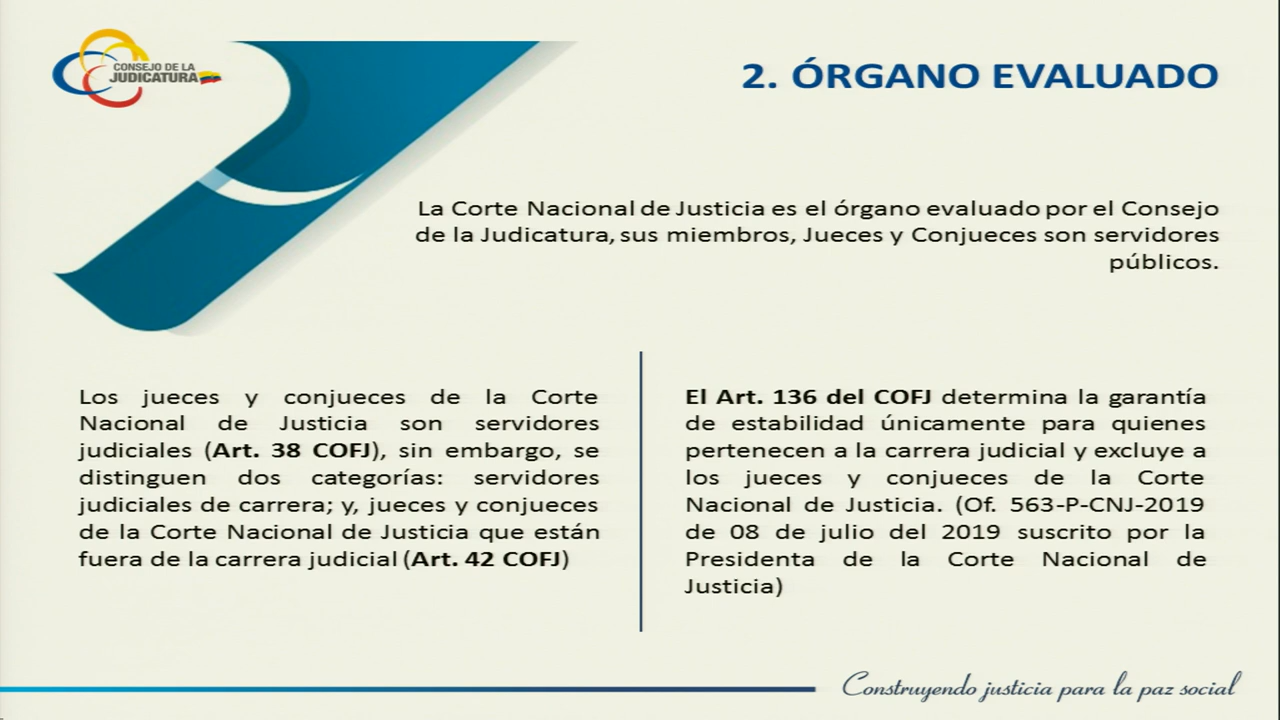 CONSEJO DE LA
JUDICATURA
2. ÓRGANO EVALUADO
La Corte Nacional de Justicia es el órgano evaluado por el Consejo
de la Judicatura, sus miembros, Jueces y Conjueces son servidores
públicos.
Los jueces y conjueces de la Corte
Nacional de Justicia son servidores
judiciales (Art. 38 COFJ), sin embargo, se
distinguen dos categorías: servidores
judiciales de carrera; y, jueces y conjueces
de la Corte Nacional de Justicia que están
fuera de la carrera judicial (Art. 42 COFJ)
El Art. 136 del COFJ determina la garantía
de estabilidad únicamente para quienes
pertenecen a la carrera judicial y excluye a
los jueces y conjueces de la Corte
Nacional de Justicia. (Of. 563-P-CNJ-2019
de 08 de julio del 2019 suscrito por la
Presidenta de la Corte Nacional de
Justicia)
Construyendo justicia para la paz social